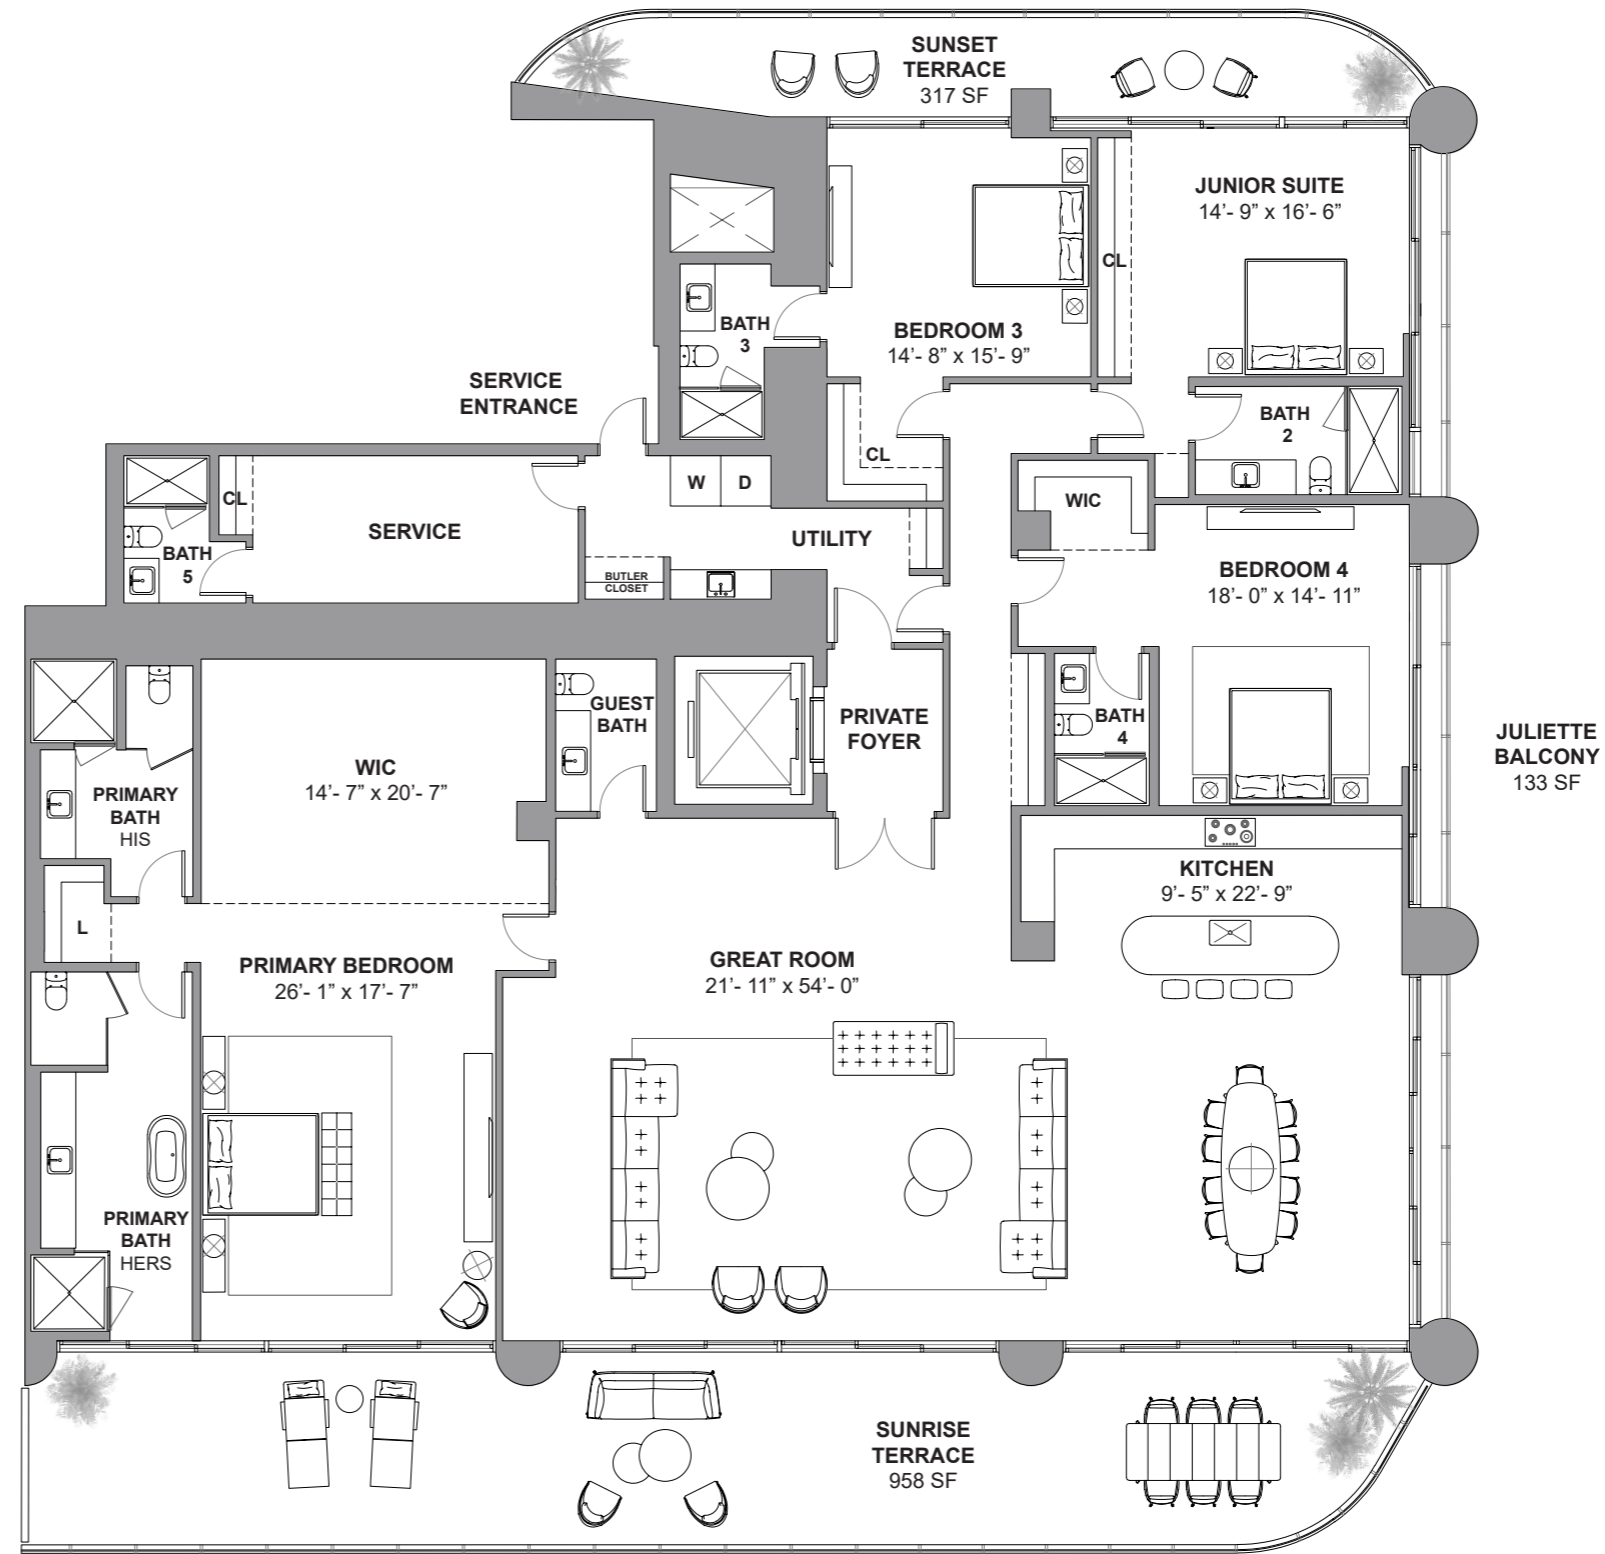 SUNSET
TERRACE
317 SF
JUNIOR SUITE
14’- 9” x 16’- 6”
CL
BATH
3
BEDROOM 3
14’- 8” x 15’- 9”
SERVICE
ENTRANCE
BATH
2
CL
W D
CL
WIC
SERVICE
UTILITY
BATH
5
BUTLER
CLOSET
BEDROOM 4
18’- 0” x 14’- 11”
GUEST
BATH
PRIVATE
FOYER
BATH
4
JULIETTE
BALCONY
133 SF
WIC
14’- 7” x 20’- 7”
PRIMARY
BATH
HIS
KITCHEN
9’- 5” x 22’- 9”
L
PRIMARY BEDROOM
26’- 1” x 17’- 7”
GREAT ROOM
21’- 11” x 54’- 0”
PRIMARY
BATH
HERS
SUNRISE
TERRACE
958 SF